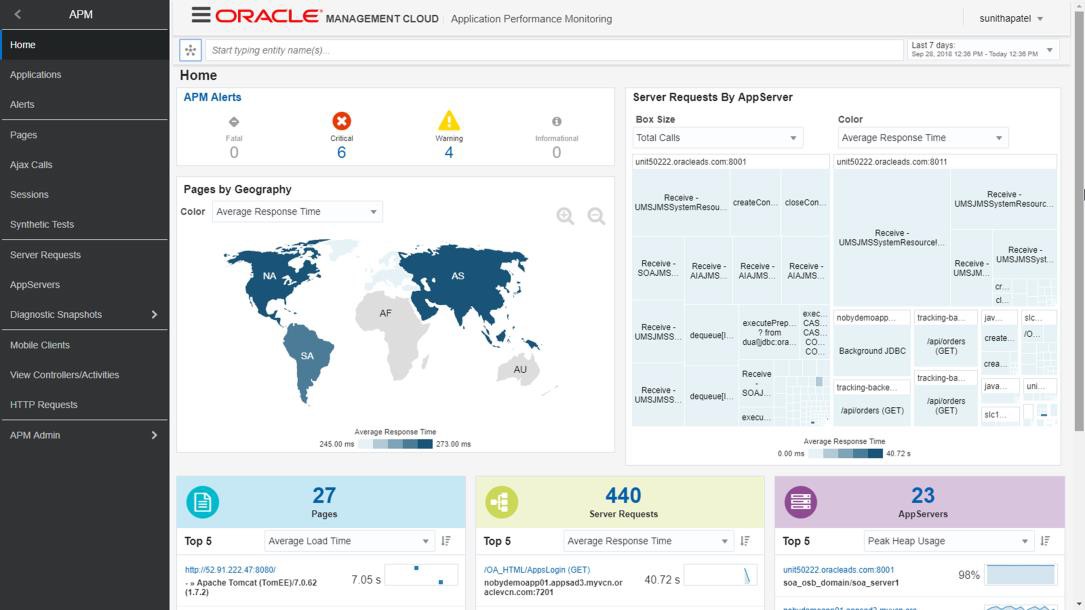 APM
ORACLE MANAGEMENT CLOUD Application Performance Monitoring
sunithapatel
Home
Applications
Alerts
Pages
Ajax Calls
Sessions
Synthetic Tests
Server Requests
AppServers
Diagnostic Snapshots
Mobile Clients
View Controllers/Activities
HTTP Requests
APM Admin
Start typing entity name(s)...
Last 7 days:
Sep 28, 2018 12:36 PM - Today 12:36 PM
Home
APM Alerts
Fatal
0
Critical
6
Warning
4
Informational
0
Pages by Geography
Color Average Response Time
NA
AS
AF
SA
AU
Average Response Time
245.00 ms 273.00 ms
Server Requests By AppServer
Box Size
Total Calls
Color
Average Response Time
unit50222.oracleads.com:8001
Receive -
UMSJMSSystemResou...
createCon...
closeCon...
Receive -
SOAJMS...
Receive -
AIAJMS...
Receive -
AIAJMS...
Receive -
AIAJMS...
Receive -
UMSJMS...
dequeue[l...
executePrep...
? from
dual[jdbc:ora...
exec...
CAS...
CAS...
CO...
CO...
Receive -
UMSJMSS...
dequeue[l...
Receive
-
SOAJ...
execu...
unit50222.oracleads.com:8011
Receive -
UMSJMSSystemResource!...
Receive -
UMSJMSSystemResourc...
Receive -
UMSJM...
Receive -
UMSJMSSyst...
cr...
cl...
nobydemoapp...
Background JDBC
tracking-backe...
/api/orders (GET)
tracking-ba...
/api/orders
(GET)
tracking-ba...
/api/orders
(GET)
jav...
create...
crea...
slc...
/O...
java...
uni...
slc1...
Average Response Time
0.00 ms 40.72 s
27
Pages
Top 5 Average Load Time
http://52.91.222.47:8080/
- » Apache Tomcat (TomEE)/7.0.62
(1.7.2)
7.05 s
440
Server Requests
Top 5 Average Response Time
/OA_HTML/AppsLogin (GET)
nobydemoapp01.appsad3.myvcn.or
aclevcn.com:7201
40.72 s
23
AppServers
Top 5 Peak Heap Usage
unit50222.oracleads.com:8001
soa_osb_domain/soa_server1
98%